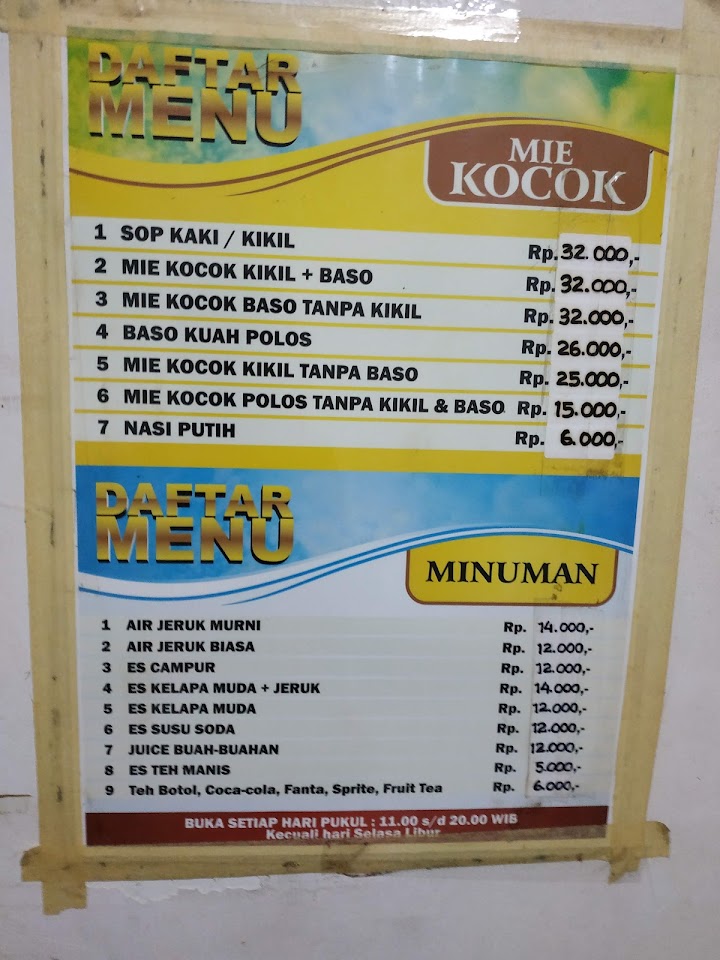 DAFTAR
MENU
MIE
KOCOK
1 SOP KAKI / KIKIL Rp. 32.000,-
2 MIE KOCOK KIKIL + BASO Rp. 32.000,-
3 MIE KOCOK BASO TANPA KIKIL Rp. 32.000,-
4 BASO KUAH POLOS Rp. 26.000,-
5 MIE KOCOK KIKIL TANPA BASO Rp. 25.000,-
6 MIE KOCOK POLOS TANPA KIKIL & BASO Rp. 15.000,-
7 NASI PUTIH Rp. 6.000,-
DAFTAR
MENU
MINUMAN
1 AIR JERUK MURNI Rp. 14.000,-
2 AIR JERUK BIASA Rp. 12.000,-
3 ES CAMPUR Rp. 12.000,-
4 ES KELAPA MUDA + JERUK Rp. 14.000,-
5 ES KELAPA MUDA Rp. 12.000,-
6 ES SUSU SODA Rp. 12.000,-
7 JUICE BUAH-BUAHAN Rp. 12.000,-
8 ES TEH MANIS Rp. 5.000,-
9 Teh Botol, Coca-cola, Fanta, Sprite, Fruit Tea Rp. 6.000,-
BUKA SETIAP HARI PUKUL : 11.00 s/d 20.00 WIB
Kecuali hari Selasa Libur